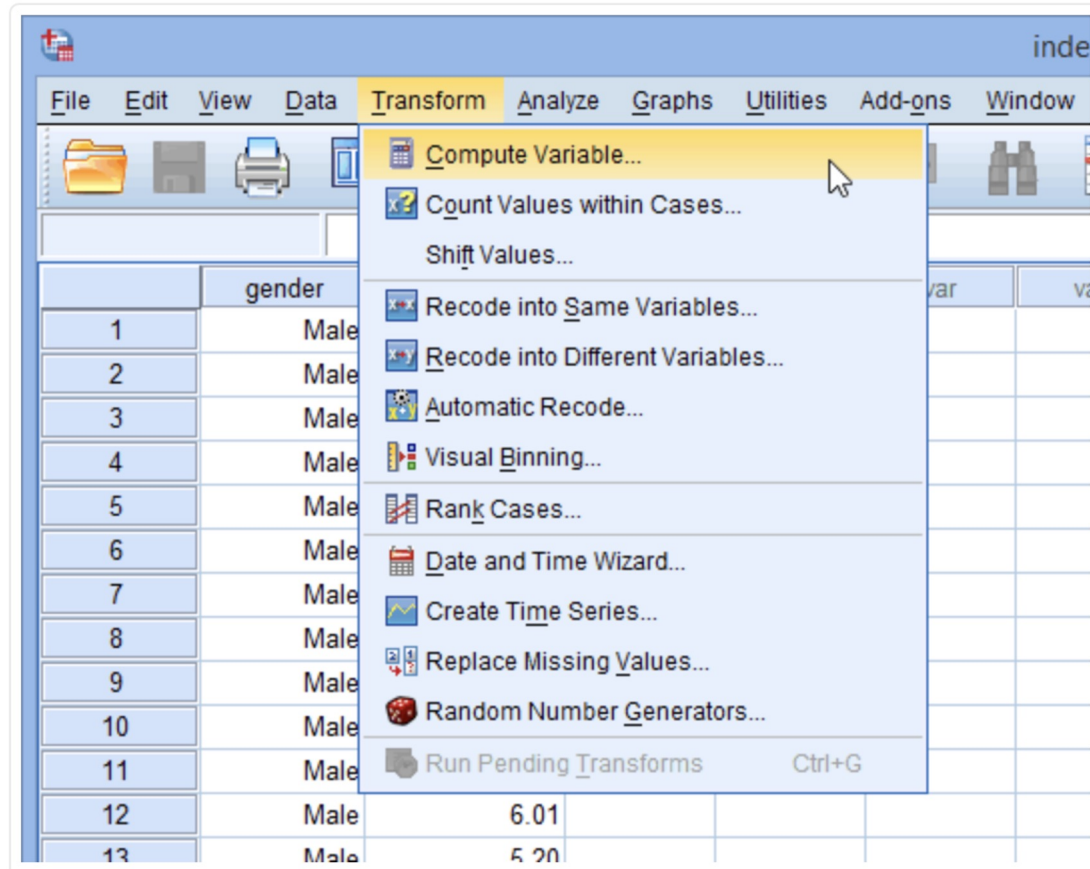 inde
File Edit View Data Transform Analyze Graphs Utilities Add-ons Window
Compute Variable...
Count Values within Cases...
Shift Values...
gender var va
Recode into Same Variables...
1 Male
Recode into Different Variables...
2 Male
Automatic Recode...
3 Male
Visual Binning...
4 Male
Rank Cases...
5 Male
Date and Time Wizard...
6 Male
7 Male
Create Time Series...
8 Male
Replace Missing Values...
9 Male
Random Number Generators...
10 Male
Run Pending Transforms Ctrl+G
11 Male
12 Male 6.01
13 Male 5.20